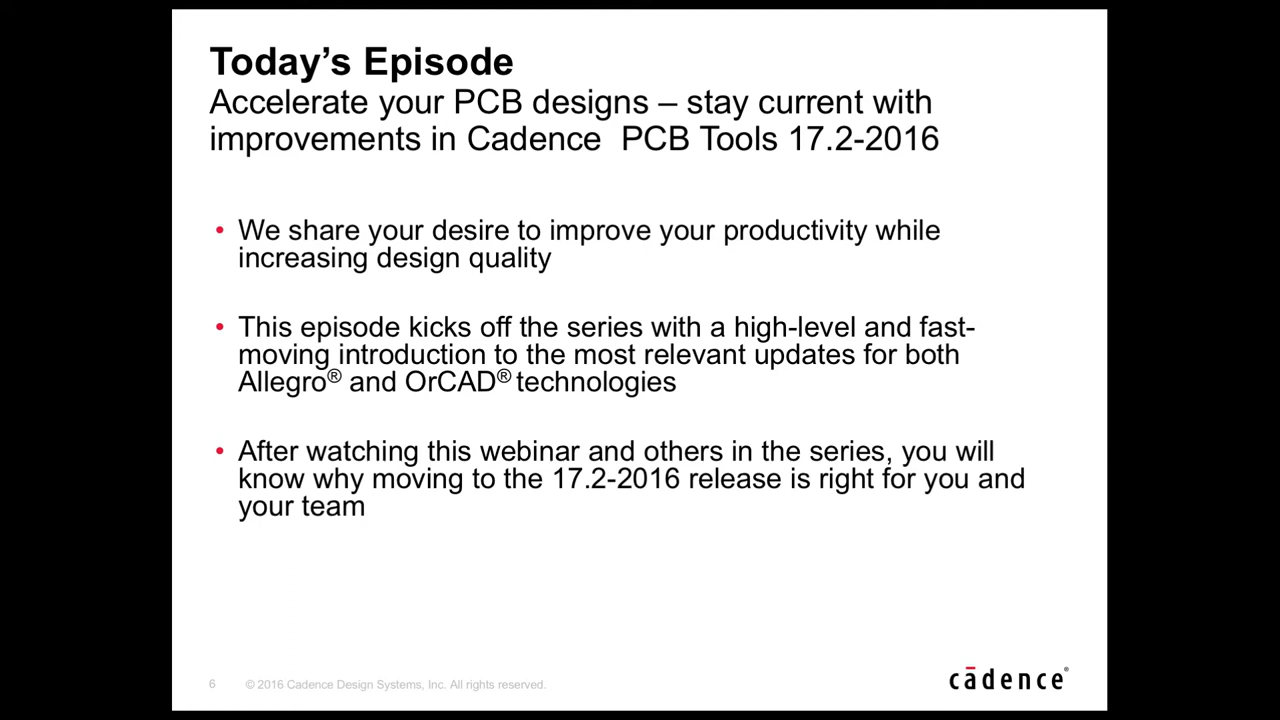 Today’s Episode
Accelerate your PCB designs – stay current with
improvements in Cadence  PCB Tools 17.2-2016
• We share your desire to improve your productivity while
increasing design quality
• This episode kicks off the series with a high-level and fast-
moving introduction to the most relevant updates for both
Allegro® and OrCAD® technologies
• After watching this webinar and others in the series, you will
know why moving to the 17.2-2016 release is right for you and
your team
6 © 2016 Cadence Design Systems, Inc. All rights reserved.
cādence®